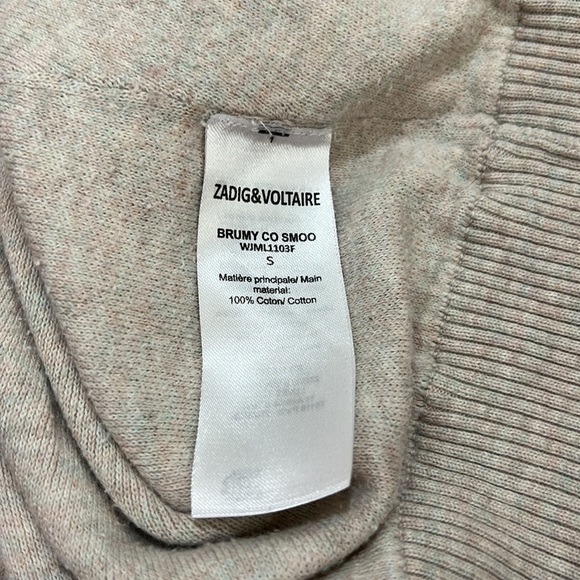 ZADIG&VOLTAIRE
BRUMY CO SMOO
WJML1103F
S
Matière principale/ Main
material:
100% Coton/ Cotton